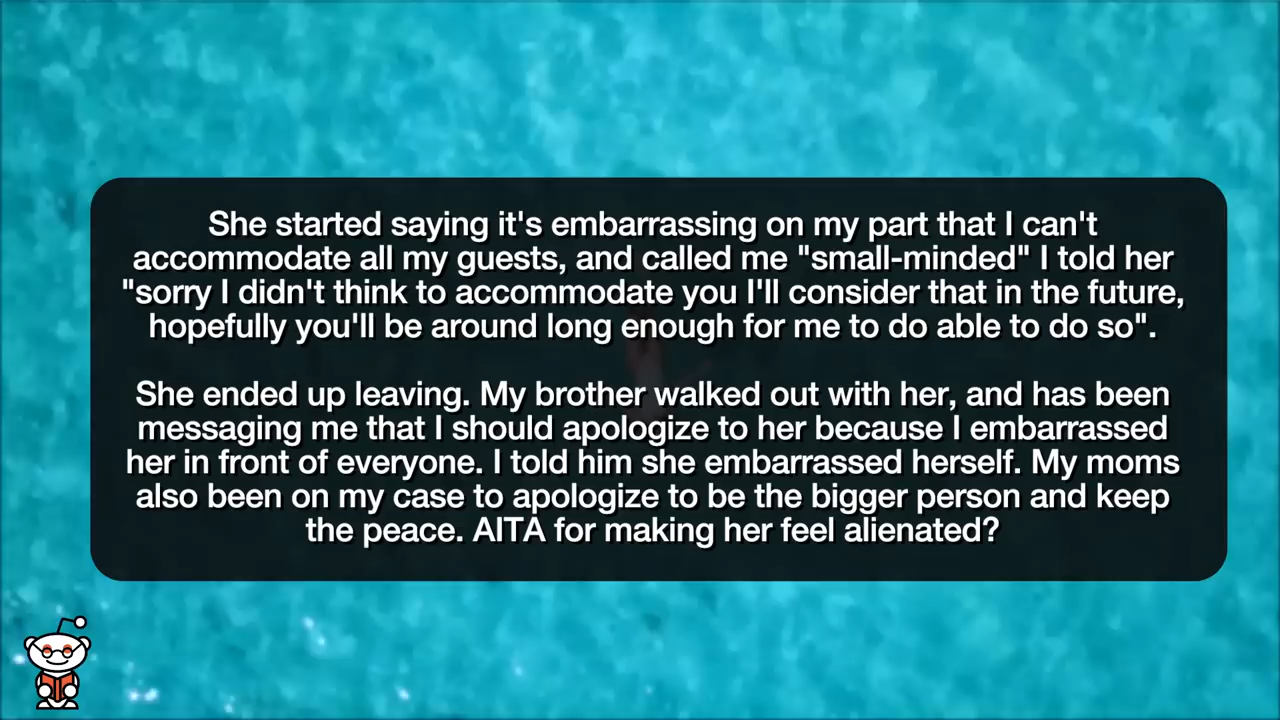 She started saying it's embarrassing on my part that I can't
accommodate all my guests, and called me "small-minded" I told her
"sorry I didn't think to accommodate you I'll consider that in the future,
hopefully you'll be around long enough for me to do able to do so".
She ended up leaving. My brother walked out with her, and has been
messaging me that I should apologize to her because I embarrassed
her in front of everyone. I told him she embarrassed herself. My moms
also been on my case to apologize to be the bigger person and keep
the peace. AITA for making her feel alienated?